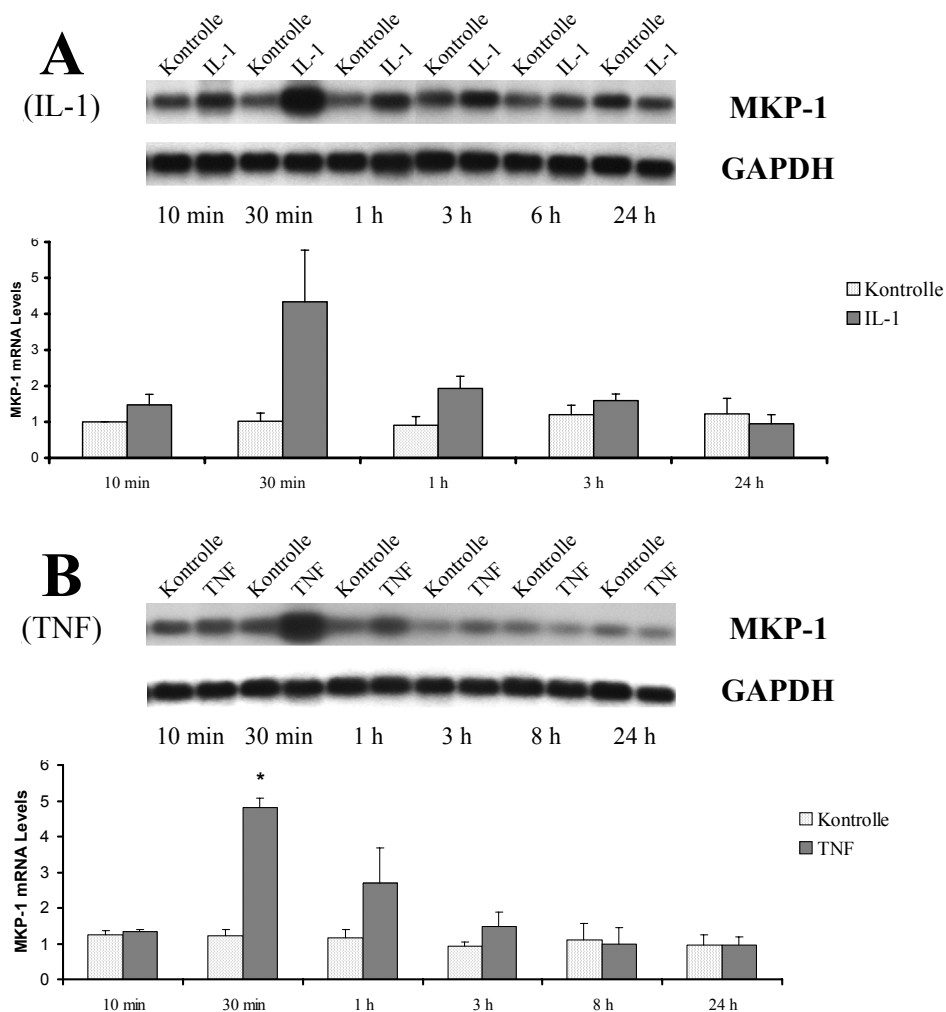 A
(IL-1)
Kontrolle IL-1 Kontrolle IL-1 Kontrolle IL-1 Kontrolle IL-1 Kontrolle IL-1 Kontrolle IL-1
MKP-1
GAPDH
10 min 30 min 1 h 3 h 6 h 24 h
MKP-1 mRNA Levels
6
5
4
3
2
1
0
10 min 30 min 1 h 3 h 24 h
Kontrolle
IL-1
B
(TNF)
Kontrolle TNF Kontrolle TNF Kontrolle TNF Kontrolle TNF Kontrolle TNF Kontrolle TNF
MKP-1
GAPDH
10 min 30 min 1 h 3 h 8 h 24 h
MKP-1 mRNA Levels
6
5
4
3
2
1
0
*
10 min 30 min 1 h 3 h 8 h 24 h
Kontrolle
TNF